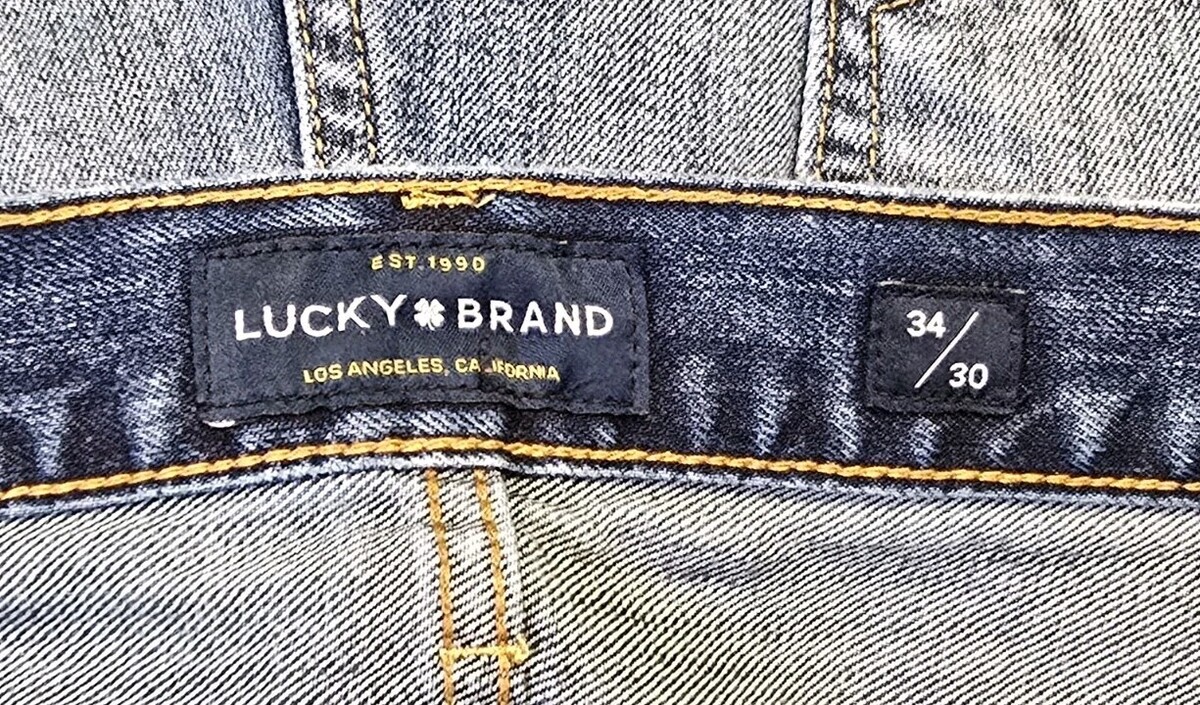 EST.1990
LUCKY BRAND
LOS ANGELES, CALIFORNIA
34/30